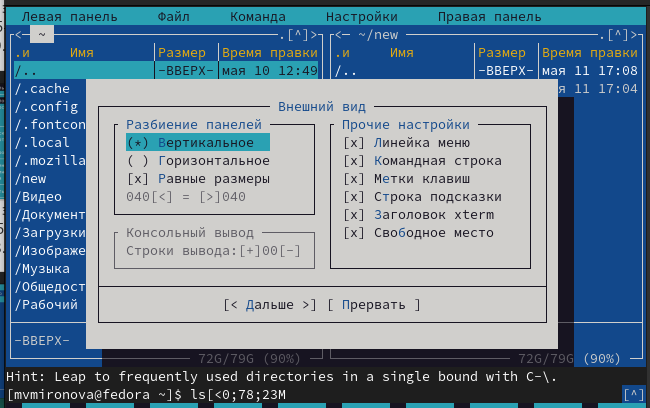 Левая панель Файл Команда Настройки Правая панель
<─ ~ .[^]> <─ ~/new .[^]>
.и Имя Размер Время правки .и Имя Размер Время правки
/.. -ВВЕРХ- мая 10 12:49 /.. -ВВЕРХ- мая 11 17:08
/.cache я 11 17:04
/.config
/.fontcon
/.local
/.mozilla
/new
/Видео
/Документ
/Загрузки
/Изображе
/Музыка
/Общедост
/Рабочий
Внешний вид
Разбиение панелей
(*) Вертикальное
( ) Горизонтальное
[x] Равные размеры
040[<] = [>]040
Консольный вывод
Строки вывода:[+]00[-]
Прочие настройки
[x] Линейка меню
[x] Командная строка
[x] Метки клавиш
[x] Строка подсказки
[x] Заголовок xterm
[x] Свободное место
[< Дальше >] [ Прервать ]
-ВВЕРХ-
72G/79G (90%) 72G/79G (90%)
Hint: Leap to frequently used directories in a single bound with C-\.
[mvmironova@fedora ~]$ ls[<0;78;23M [^]